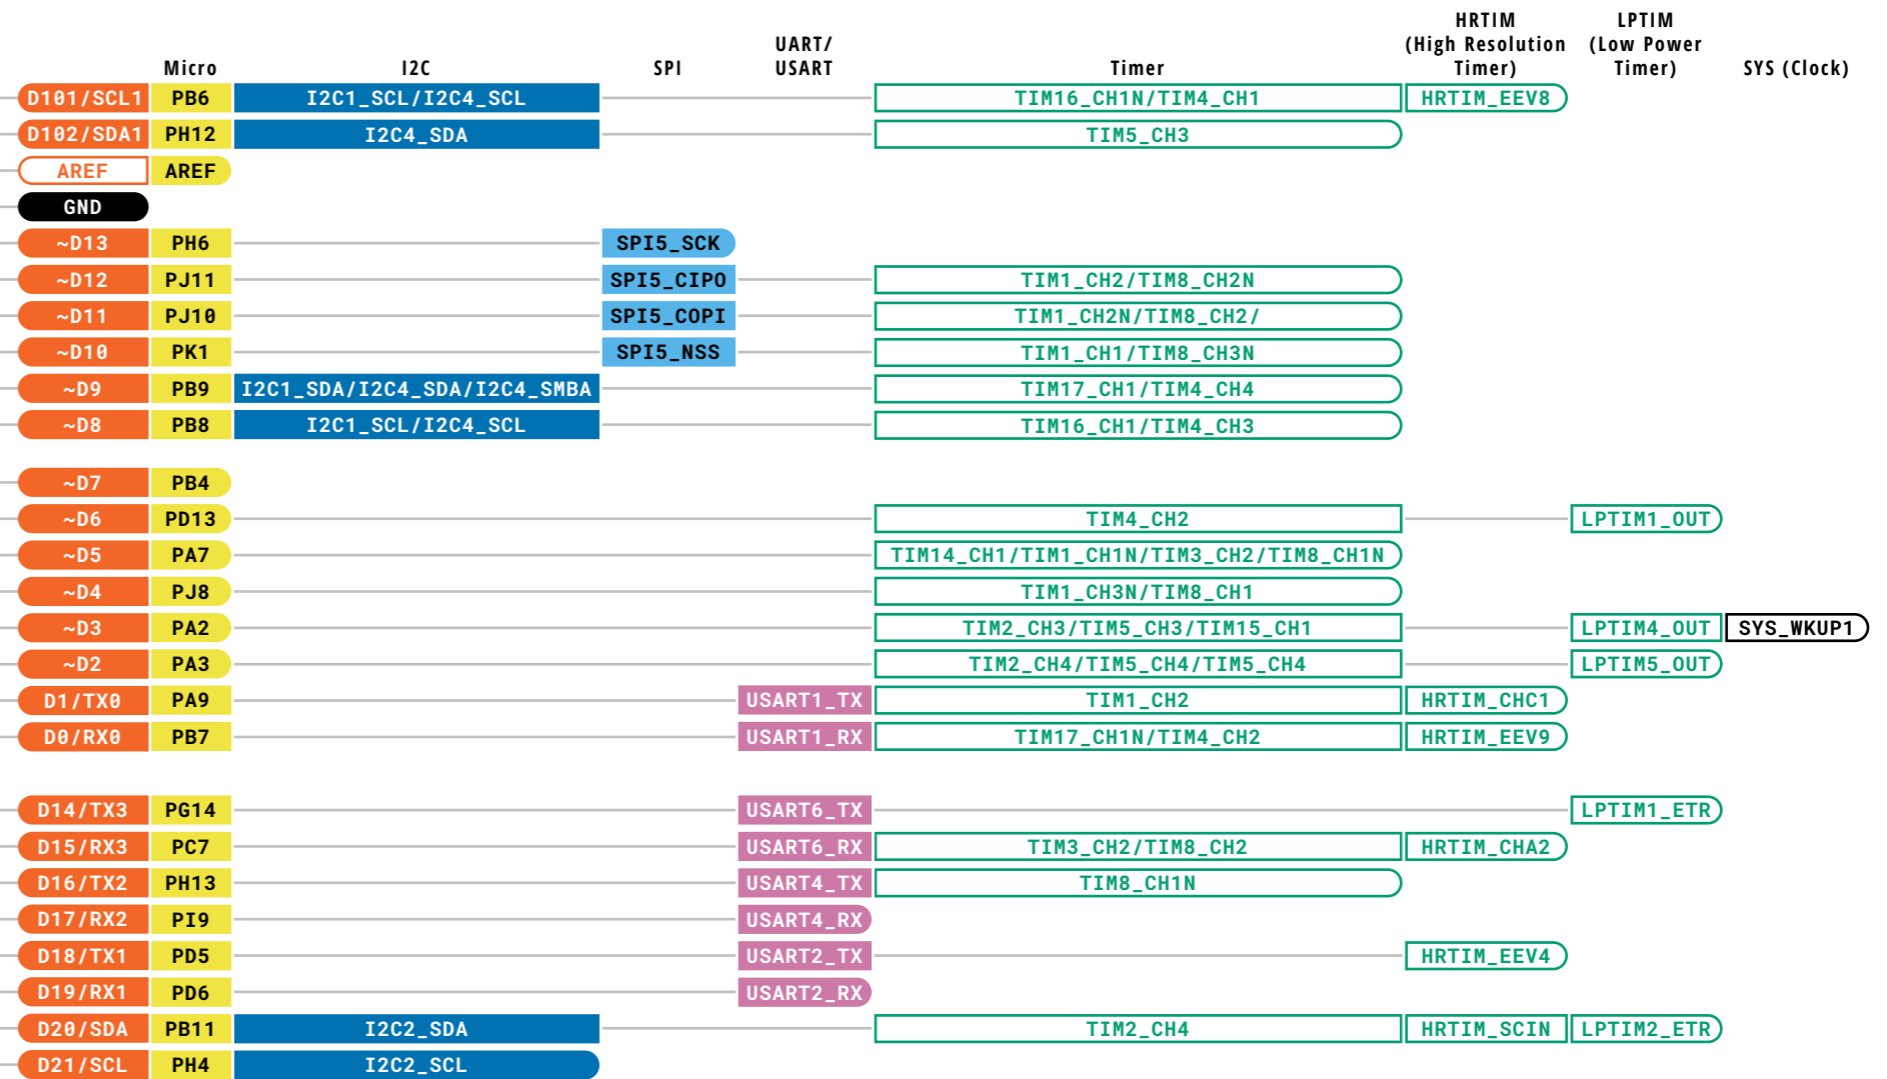 HRTIM LPTIM
UART/ (High Resolution (Low Power
Micro I2C SPI USART Timer Timer) Timer) SYS (Clock)
D101/SCL1 PB6 I2C1_SCL/I2C4_SCL TIM16_CH1N/TIM4_CH1 HRTIM_EEV8
D102/SDA1 PH12 I2C4_SDA TIM5_CH3
AREF AREF
GND
~D13 PH6 SPI5_SCK
~D12 PJ11 SPI5_CIPO TIM1_CH2/TIM8_CH2N
~D11 PJ10 SPI5_COPI TIM1_CH2N/TIM8_CH2/
~D10 PK1 SPI5_NSS TIM1_CH1/TIM8_CH3N
~D9 PB9 I2C1_SDA/I2C4_SDA/I2C4_SMBA TIM17_CH1/TIM4_CH4
~D8 PB8 I2C1_SCL/I2C4_SCL TIM16_CH1/TIM4_CH3
~D7 PB4
~D6 PD13 TIM4_CH2 LPTIM1_OUT
~D5 PA7 TIM14_CH1/TIM1_CH1N/TIM3_CH2/TIM8_CH1N
~D4 PJ8 TIM1_CH3N/TIM8_CH1
~D3 PA2 TIM2_CH3/TIM5_CH3/TIM15_CH1 LPTIM4_OUT SYS_WKUP1
~D2 PA3 TIM2_CH4/TIM5_CH4/TIM5_CH4 LPTIM5_OUT
D1/TX0 PA9 USART1_TX TIM1_CH2 HRTIM_CHC1
D0/RX0 PB7 USART1_RX TIM17_CH1N/TIM4_CH2 HRTIM_EEV9
D14/TX3 PG14 USART6_TX LPTIM1_ETR
D15/RX3 PC7 USART6_RX TIM3_CH2/TIM8_CH2 HRTIM_CHA2
D16/TX2 PH13 USART4_TX TIM8_CH1N
D17/RX2 PI9 USART4_RX
D18/TX1 PD5 USART2_TX HRTIM_EEV4
D19/RX1 PD6 USART2_RX
D20/SDA PB11 I2C2_SDA TIM2_CH4 HRTIM_SCIN LPTIM2_ETR
D21/SCL PH4 I2C2_SCL